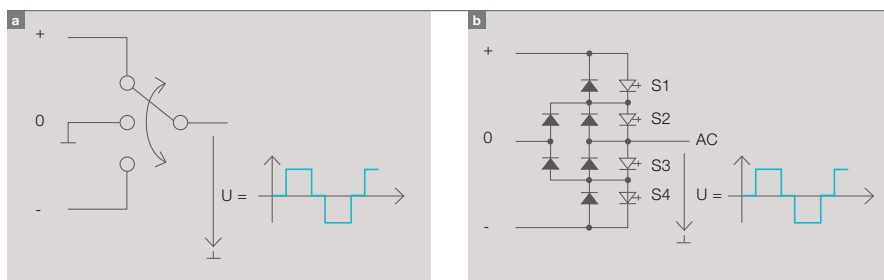 a
+
0
-
U =
b
+
S1
S2
0
AC
S3
S4
U =
-